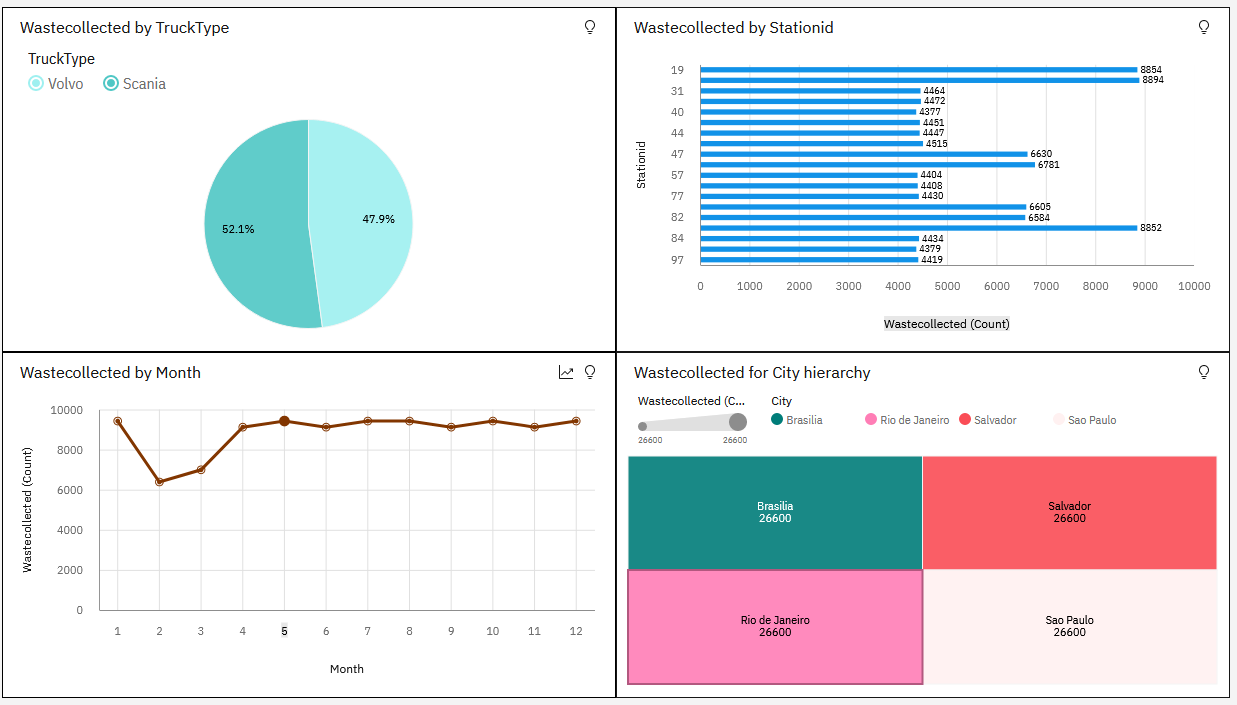 Wastecollected by TruckType
TruckType
Volvo Scania
52.1% 47.9%
Wastecollected by Stationid
Stationid
19 8854
8894
31 4464
4472
40 4377
4451
44 4447
4515
47 6630
6781
57 4404
4408
77 4430
6605
82 6584
8852
84 4434
4379
97 4419
0 1000 2000 3000 4000 5000 6000 7000 8000 9000 10000
Wastecollected (Count)
Wastecollected by Month
Wastecollected (Count)
10000
8000
6000
4000
2000
0
1 2 3 4 5 6 7 8 9 10 11 12
Month
Wastecollected for City hierarchy
Wastecollected (C... City
Brasilia Rio de Janeiro Salvador Sao Paulo
26600 26600
Brasilia
26600
Salvador
26600
Rio de Janeiro
26600
Sao Paulo
26600